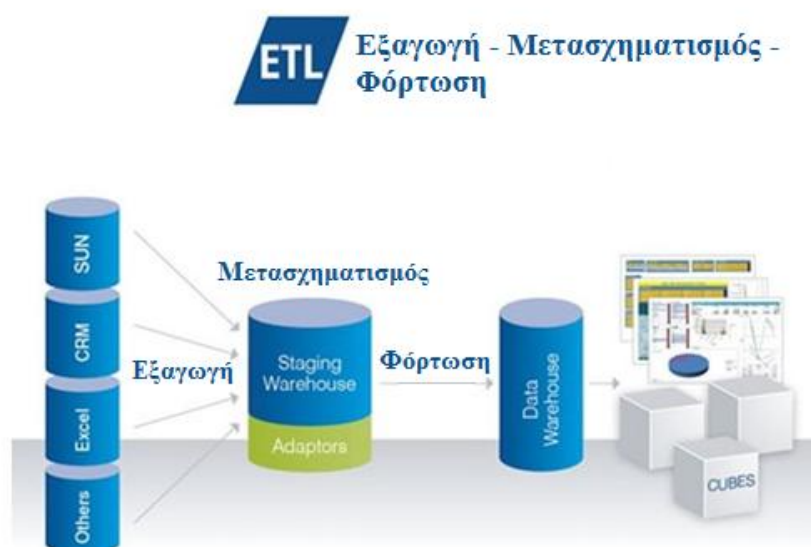 ETL
Εξαγωγή - Μετασχηματισμός -
Φόρτωση
SUN
CRM
Excel
Others
Εξαγωγή
Μετασχηματισμός
Staging
Warehouse
Adaptors
Φόρτωση
Data
Warehouse
CUBES